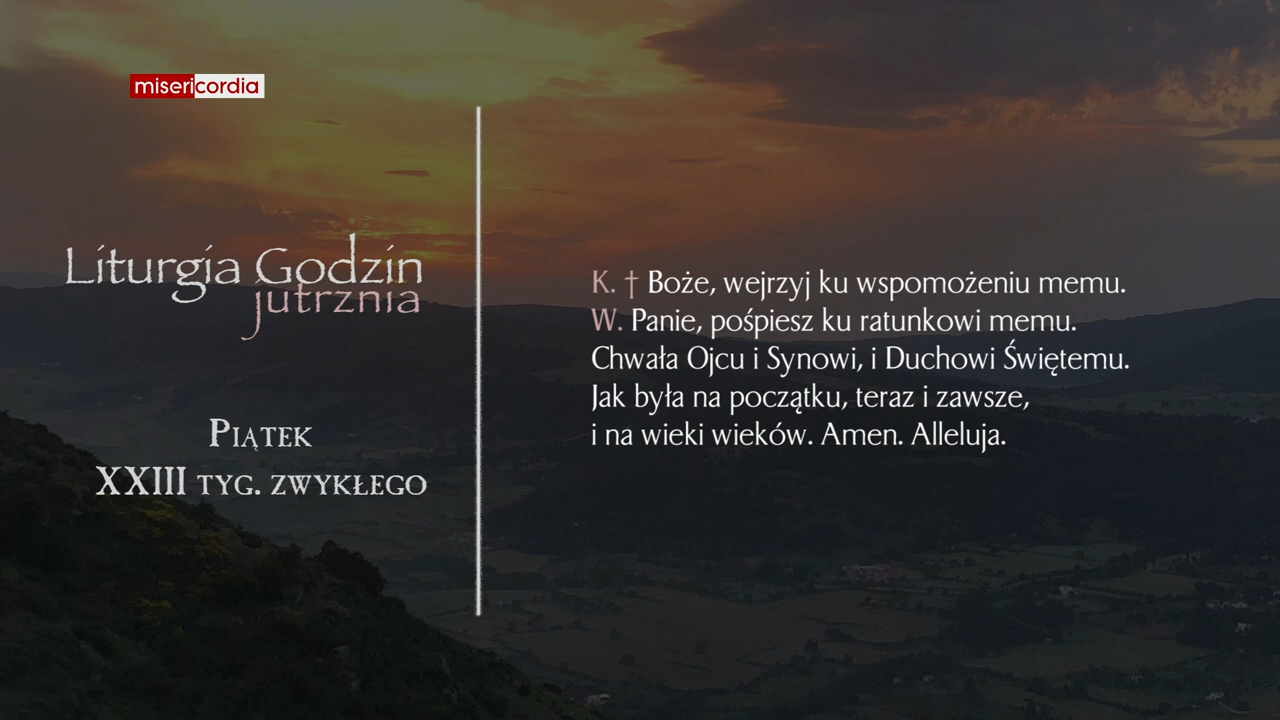 misericordia
Liturgia Godzin
jutrznia
Piątek
XXIII tyg. zwykłego
K. † Boże, wejrzyj ku wspomożeniu memu.
W. Panie, pośpiesz ku ratunkowi memu.
Chwała Ojcu i Synowi, i Duchowi Świętemu.
Jak była na początku, teraz i zawsze,
i na wieki wieków. Amen. Alleluja.